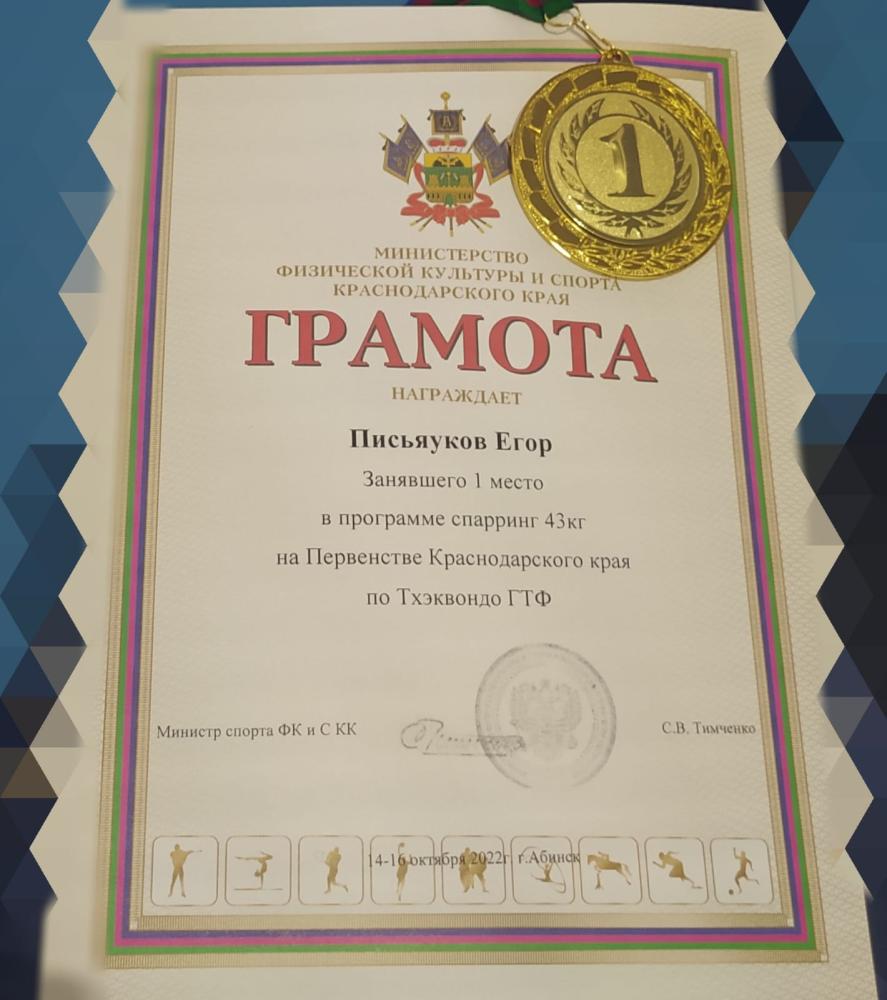 1
МИНИСТЕРСТВО
ФИЗИЧЕСКОЙ КУЛЬТУРЫ И СПОРТА
КРАСНОДАРСКОГО КРАЯ
ГРАМОТА
НАГРАЖДАЕТ
Письяуков Егор
Занявшего 1 место
в программе спарринг 43кг
на Первенстве Краснодарского края
по Тхэквондо ГТФ
Министр спорта ФК и С КК
С.В. Тимченко
14-16 октября 2022г. г.Абинск